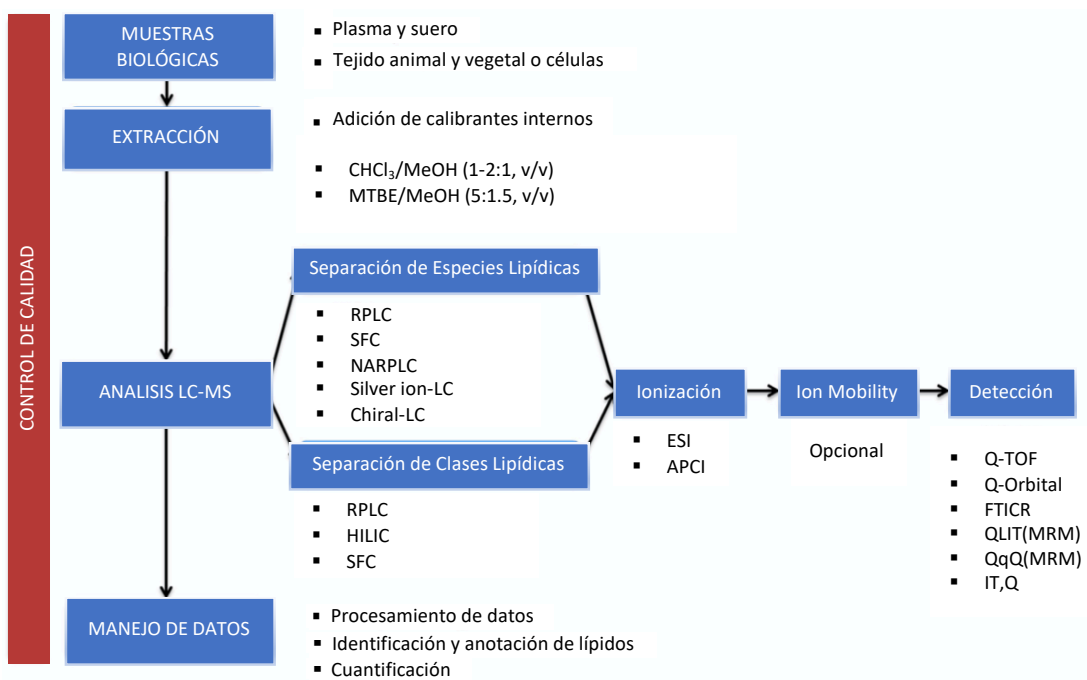 CONTROL DE CALIDAD
MUESTRAS
BIOLÓGICAS
▪ Plasma y suero
▪ Tejido animal y vegetal o células
EXTRACCIÓN
▪ Adición de calibrantes internos
▪ CHCl₃/MeOH (1-2:1, v/v)
▪ MTBE/MeOH (5:1.5, v/v)
ANALISIS LC-MS
Separación de Especies Lipídicas
▪ RPLC
▪ SFC
▪ NARPLC
▪ Silver ion-LC
▪ Chiral-LC
Separación de Clases Lipídicas
▪ RPLC
▪ HILIC
▪ SFC
Ionización
▪ ESI
▪ APCI
Ion Mobility
Opcional
Detección
▪ Q-TOF
▪ Q-Orbital
▪ FTICR
▪ QLIT(MRM)
▪ QqQ(MRM)
▪ IT,Q
MANEJO DE DATOS
▪ Procesamiento de datos
▪ Identificación y anotación de lípidos
▪ Cuantificación